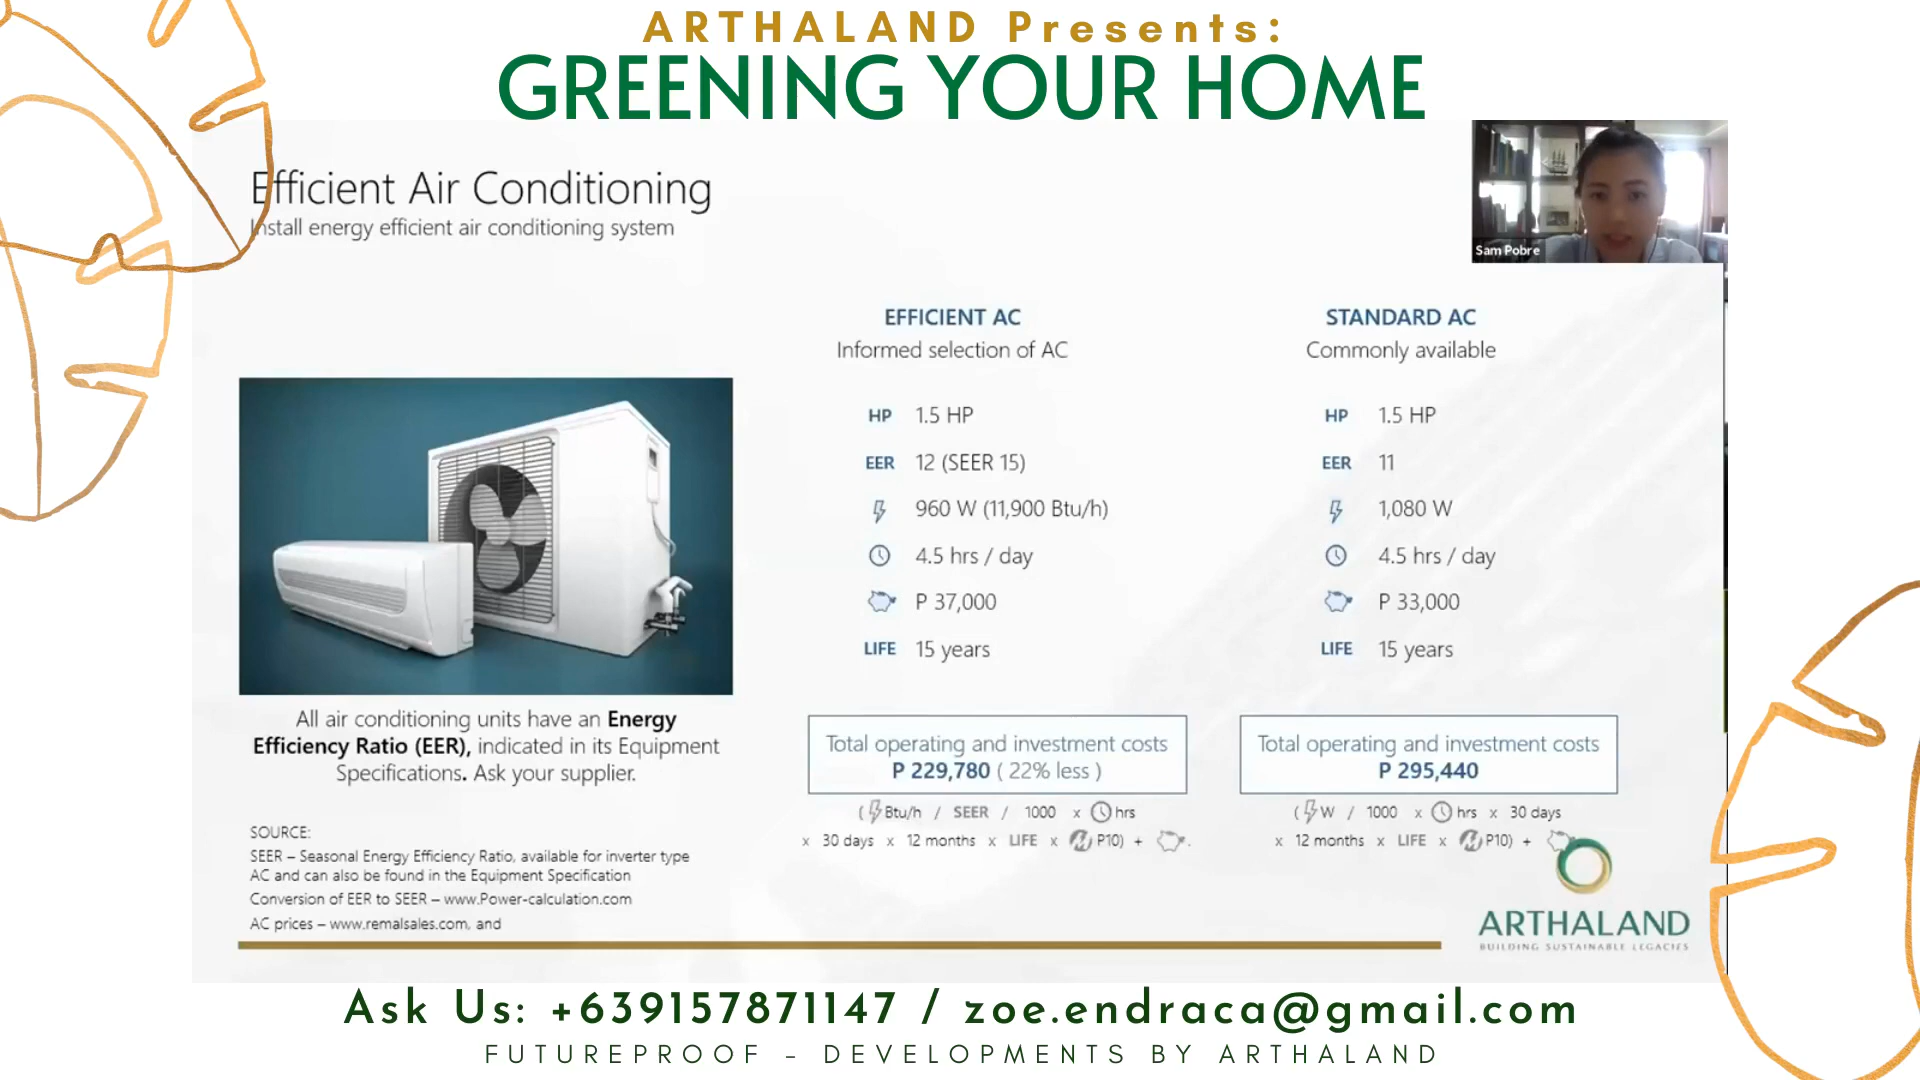 ARTHALAND Presents:
GREENING YOUR HOME
Efficient Air Conditioning
Install energy efficient air conditioning system
Sam Pobre
All air conditioning units have an Energy
Efficiency Ratio (EER), indicated in its Equipment
Specifications. Ask your supplier.
SOURCE:
SEER – Seasonal Energy Efficiency Ratio, available for inverter type
AC and can also be found in the Equipment Specification
Conversion of EER to SEER – www.Power-calculation.com
AC prices – www.remalsales.com, and
EFFICIENT AC
Informed selection of AC
HP 1.5 HP
EER 12 (SEER 15)
960 W (11,900 Btu/h)
4.5 hrs / day
P 37,000
LIFE 15 years
Total operating and investment costs
P 229,780 ( 22% less )
( Btu/h / SEER / 1000 x hrs
x 30 days x 12 months x LIFE x P10) + .
STANDARD AC
Commonly available
HP 1.5 HP
EER 11
1,080 W
4.5 hrs / day
P 33,000
LIFE 15 years
Total operating and investment costs
P 295,440
( W / 1000 x hrs x 30 days
x 12 months x LIFE x P10) +
ARTHALAND
BUILDING SUSTAINABLE LEGACIES
Ask Us: +639157871147 / zoe.endraca@gmail.com
FUTUREPROOF – DEVELOPMENTS BY ARTHALAND